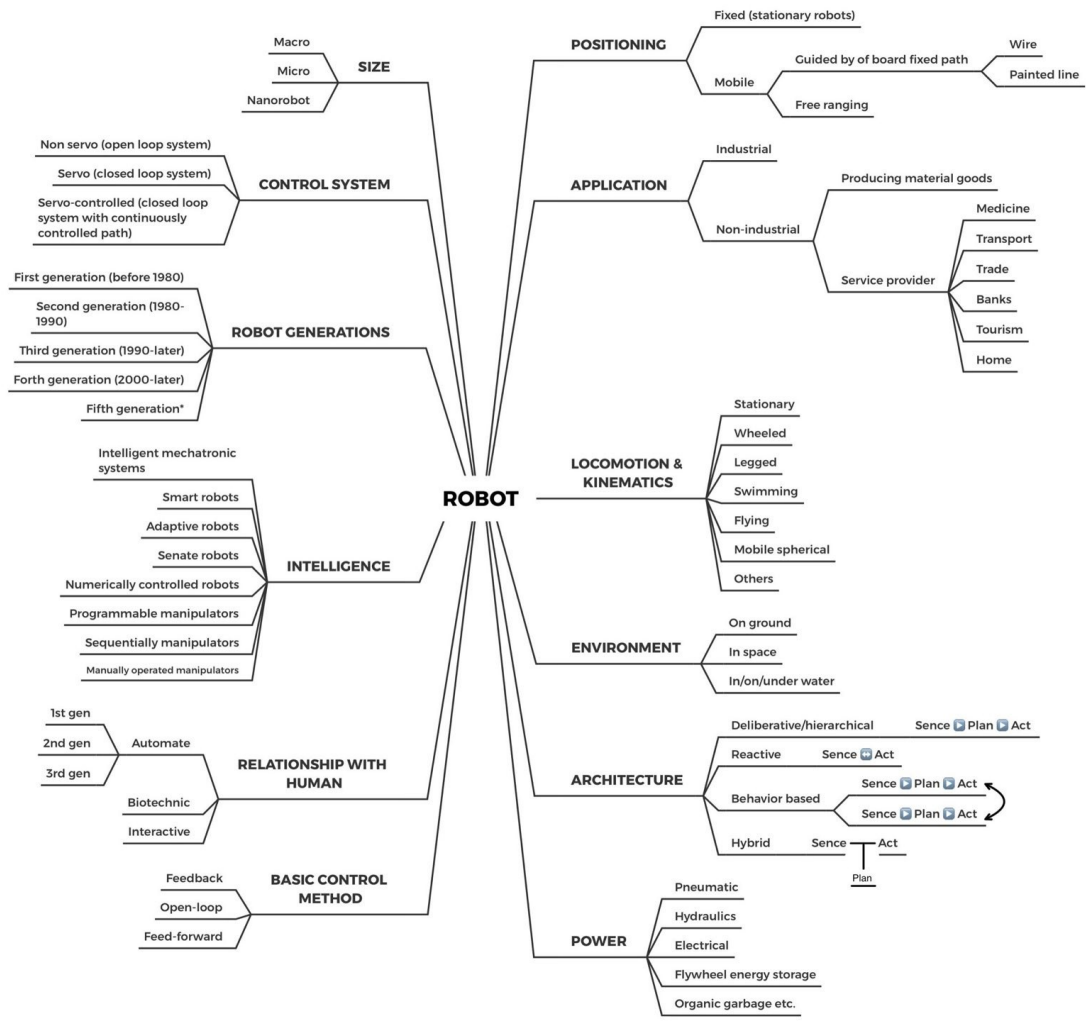 ROBOT
SIZE
Macro
Micro
Nanorobot
CONTROL SYSTEM
Non servo (open loop system)
Servo (closed loop system)
Servo-controlled (closed loop
system with continuously
controlled path)
ROBOT GENERATIONS
First generation (before 1980)
Second generation (1980-
1990)
Third generation (1990-later)
Forth generation (2000-later)
Fifth generation*
INTELLIGENCE
Intelligent mechatronic
systems
Smart robots
Adaptive robots
Senate robots
Numerically controlled robots
Programmable manipulators
Sequentially manipulators
Manually operated manipulators
RELATIONSHIP WITH
HUMAN
Automate
1st gen
2nd gen
3rd gen
Biotechnic
Interactive
BASIC CONTROL
METHOD
Feedback
Open-loop
Feed-forward
POSITIONING
Fixed (stationary robots)
Mobile
Guided by of board fixed path
Wire
Painted line
Free ranging
APPLICATION
Industrial
Non-industrial
Producing material goods
Service provider
Medicine
Transport
Trade
Banks
Tourism
Home
LOCOMOTION &
KINEMATICS
Stationary
Wheeled
Legged
Swimming
Flying
Mobile spherical
Others
ENVIRONMENT
On ground
In space
In/on/under water
ARCHITECTURE
Deliberative/hierarchical Sence ▶ Plan ▶ Act
Reactive Sence ↔ Act
Behavior based
Sence ▶ Plan ▶ Act
Sence ▶ Plan ▶ Act
Hybrid Sence Act
Plan
POWER
Pneumatic
Hydraulics
Electrical
Flywheel energy storage
Organic garbage etc.